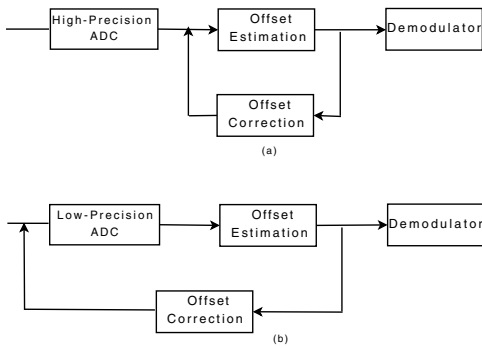 High-Precision
ADC
Offset
Estimation
Demodulator
Offset
Correction
(a)
Low-Precision
ADC
Offset
Estimation
Demodulator
Offset
Correction
(b)